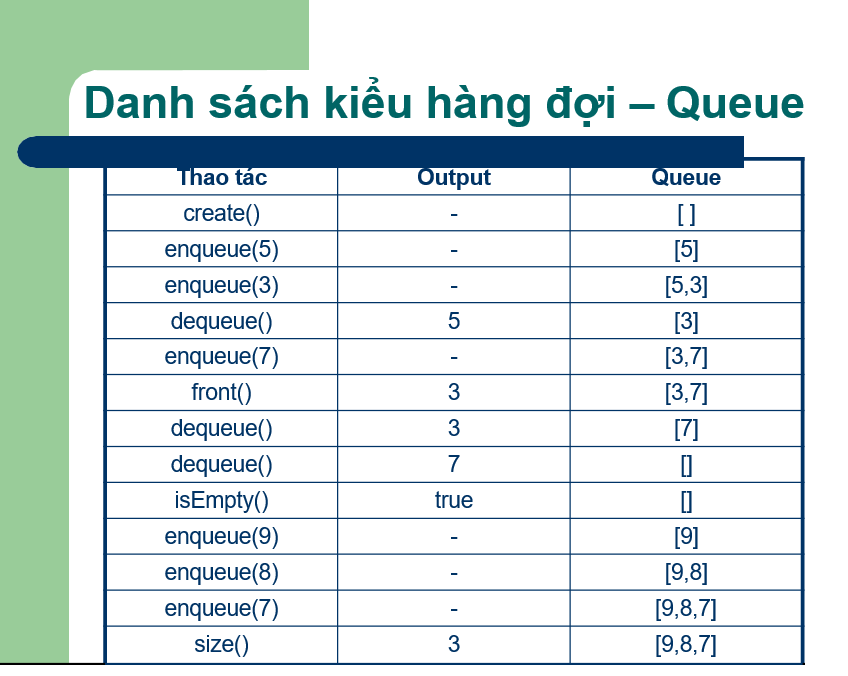 Danh sách kiểu hàng đợi – Queue
Thao tác Output Queue
create() - [ ]
enqueue(5) - [5]
enqueue(3) - [5,3]
dequeue() 5 [3]
enqueue(7) - [3,7]
front() 3 [3,7]
dequeue() 3 [7]
dequeue() 7 []
isEmpty() true []
enqueue(9) - [9]
enqueue(8) - [9,8]
enqueue(7) - [9,8,7]
size() 3 [9,8,7]